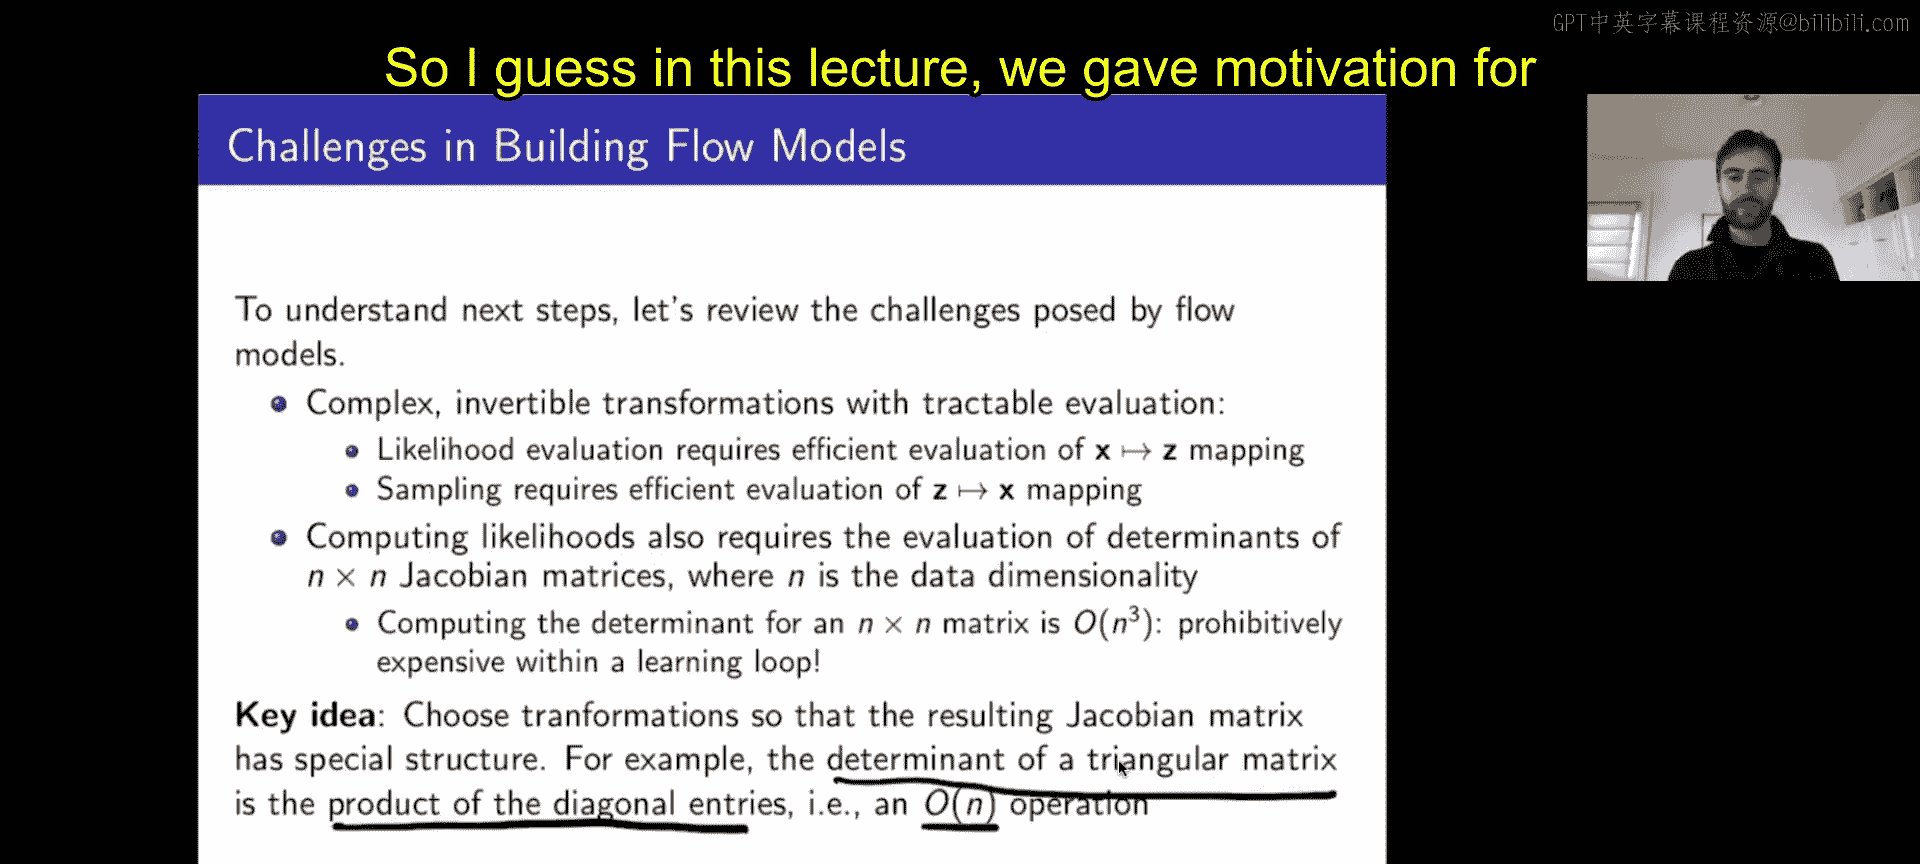 GPT中英字幕课程资源@bilibili.com
So I guess in this lecture, we gave motivation for
Challenges in Building Flow Models
To understand next steps, let's review the challenges posed by flow
models.
Complex, invertible transformations with tractable evaluation:
Likelihood evaluation requires efficient evaluation of x ↦ z mapping
Sampling requires efficient evaluation of z ↦ x mapping
Computing likelihoods also requires the evaluation of determinants of
n × n Jacobian matrices, where n is the data dimensionality
Computing the determinant for an n × n matrix is O(n³): prohibitively
expensive within a learning loop!
Key idea: Choose tranformations so that the resulting Jacobian matrix
has special structure. For example, the determinant of a triangular matrix
is the product of the diagonal entries, i.e., an O(n) operation